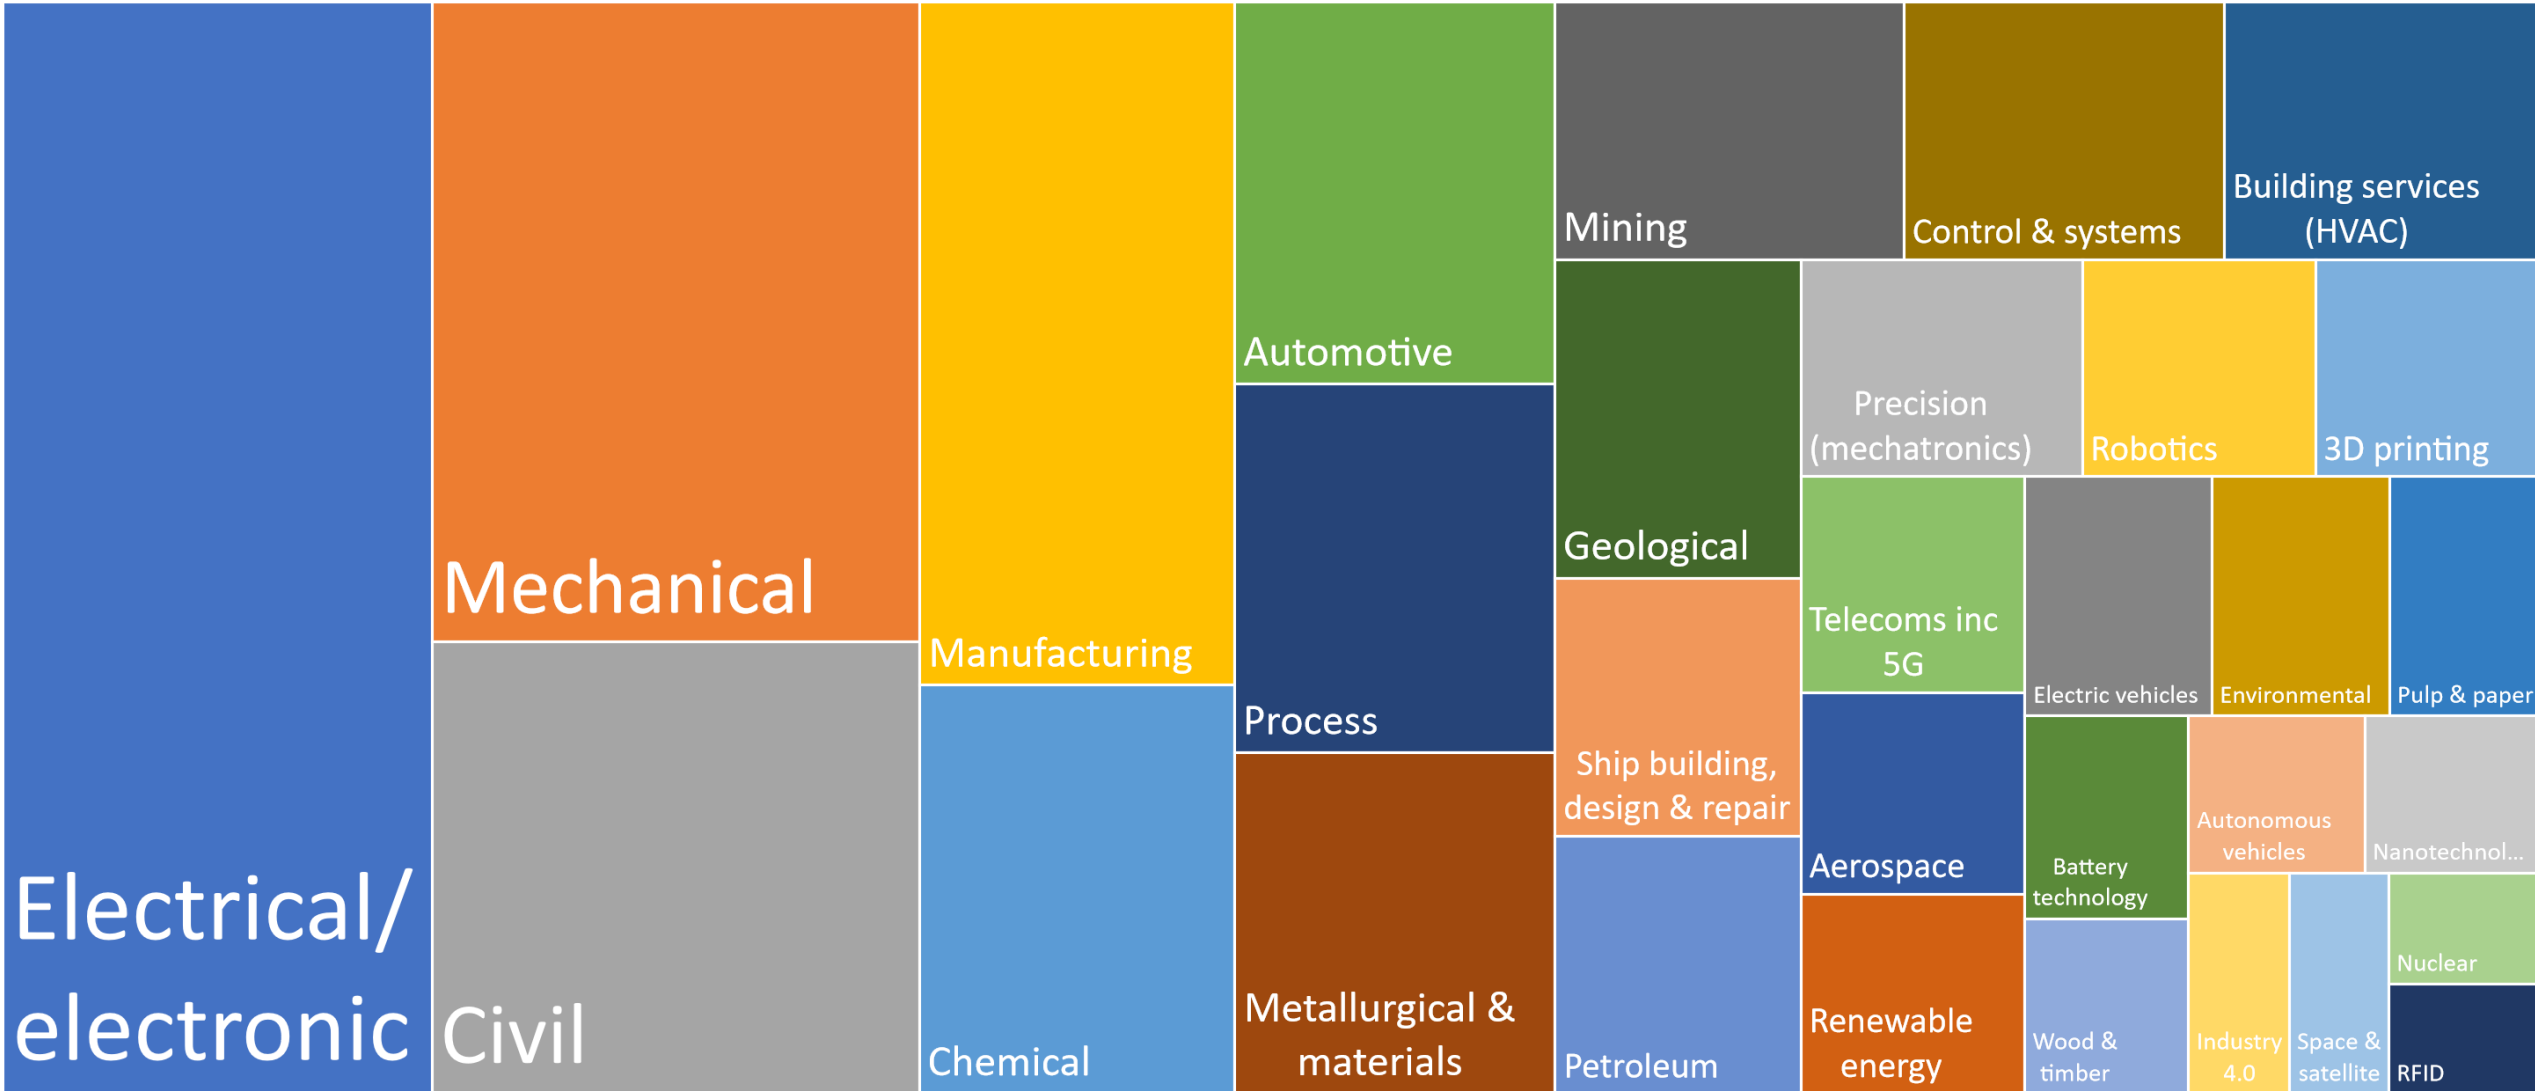 Electrical/
electronic
Mechanical
Civil
Manufacturing
Chemical
Automotive
Process
Metallurgical &
materials
Mining
Control & systems
Building services
(HVAC)
Geological
Precision
(mechatronics)
Robotics
3D printing
Ship building,
design & repair
Petroleum
Telecoms inc
5G
Aerospace
Renewable
energy
Electric vehicles
Environmental
Pulp & paper
Battery
technology
Wood &
timber
Autonomous
vehicles
Nanotechnol...
Industry
4.0
Space &
satellite
Nuclear
RFID